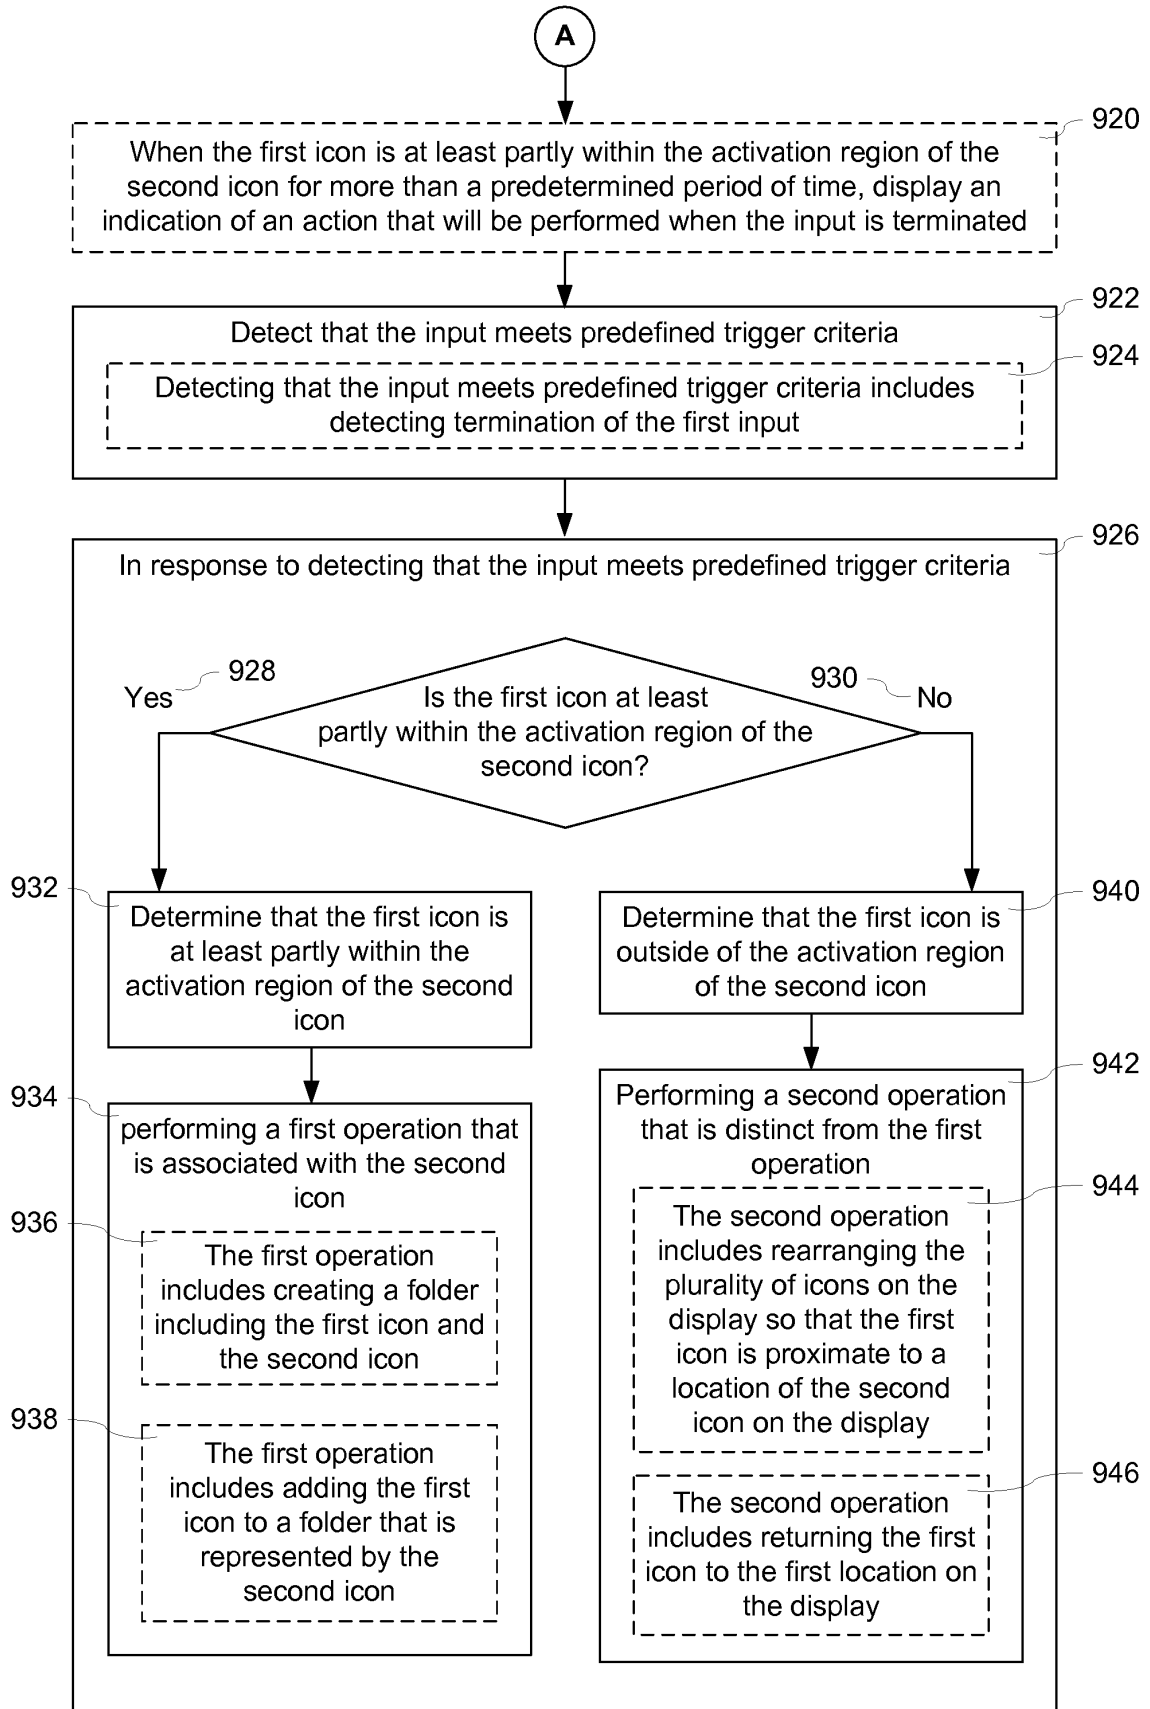 A
920
When the first icon is at least partly within the activation region of the
second icon for more than a predetermined period of time, display an
indication of an action that will be performed when the input is terminated
922
Detect that the input meets predefined trigger criteria
924
Detecting that the input meets predefined trigger criteria includes
detecting termination of the first input
926
In response to detecting that the input meets predefined trigger criteria
Yes
928
Is the first icon at least
partly within the activation region of the
second icon?
930
No
932
Determine that the first icon is
at least partly within the
activation region of the second
icon
934
performing a first operation that
is associated with the second
icon
936
The first operation
includes creating a folder
including the first icon and
the second icon
938
The first operation
includes adding the first
icon to a folder that is
represented by the
second icon
940
Determine that the first icon is
outside of the activation region
of the second icon
942
Performing a second operation
that is distinct from the first
operation
944
The second operation
includes rearranging the
plurality of icons on the
display so that the first
icon is proximate to a
location of the second
icon on the display
946
The second operation
includes returning the first
icon to the first location on
the display